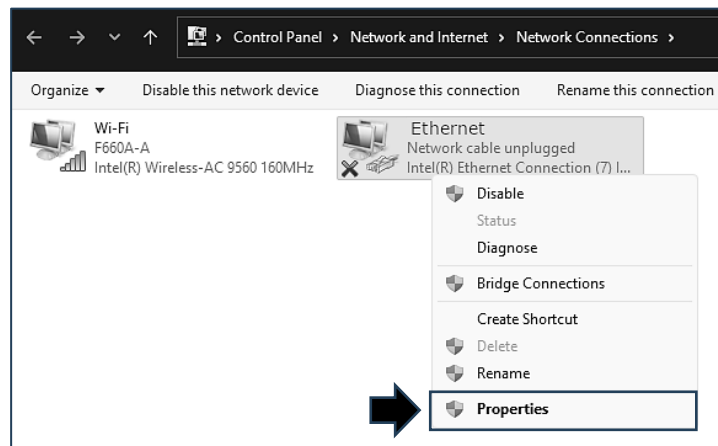 Control Panel > Network and Internet > Network Connections >
Organize Disable this network device Diagnose this connection Rename this connection
Wi-Fi
F660A-A
Intel(R) Wireless-AC 9560 160MHz
Ethernet
Network cable unplugged
Intel(R) Ethernet Connection (7) I...
Disable
Status
Diagnose
Bridge Connections
Create Shortcut
Delete
Rename
Properties